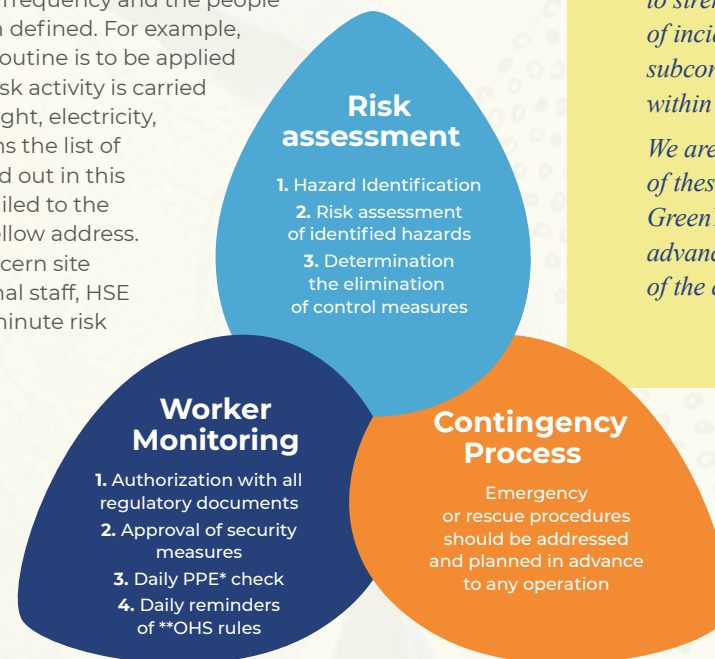 frequency and the people
n defined. For example,
outine is to be applied
sk activity is carried
ght, electricity,
ns the list of
d out in this
iled to the
ellow address.
cern site
nal staff, HSE
minute risk
Risk
assessment
1. Hazard Identification
2. Risk assessment
of identified hazards
3. Determination
the elimination
of control measures
Worker
Monitoring
1. Authorization with all
regulatory documents
2. Approval of security
measures
3. Daily PPE* check
4. Daily reminders
of **OHS rules
Contingency
Process
Emergency
or rescue procedures
should be addressed
and planned in advance
to any operation
to stren
of incid
subcon
within
We are
of thes
Green
advanc
of the